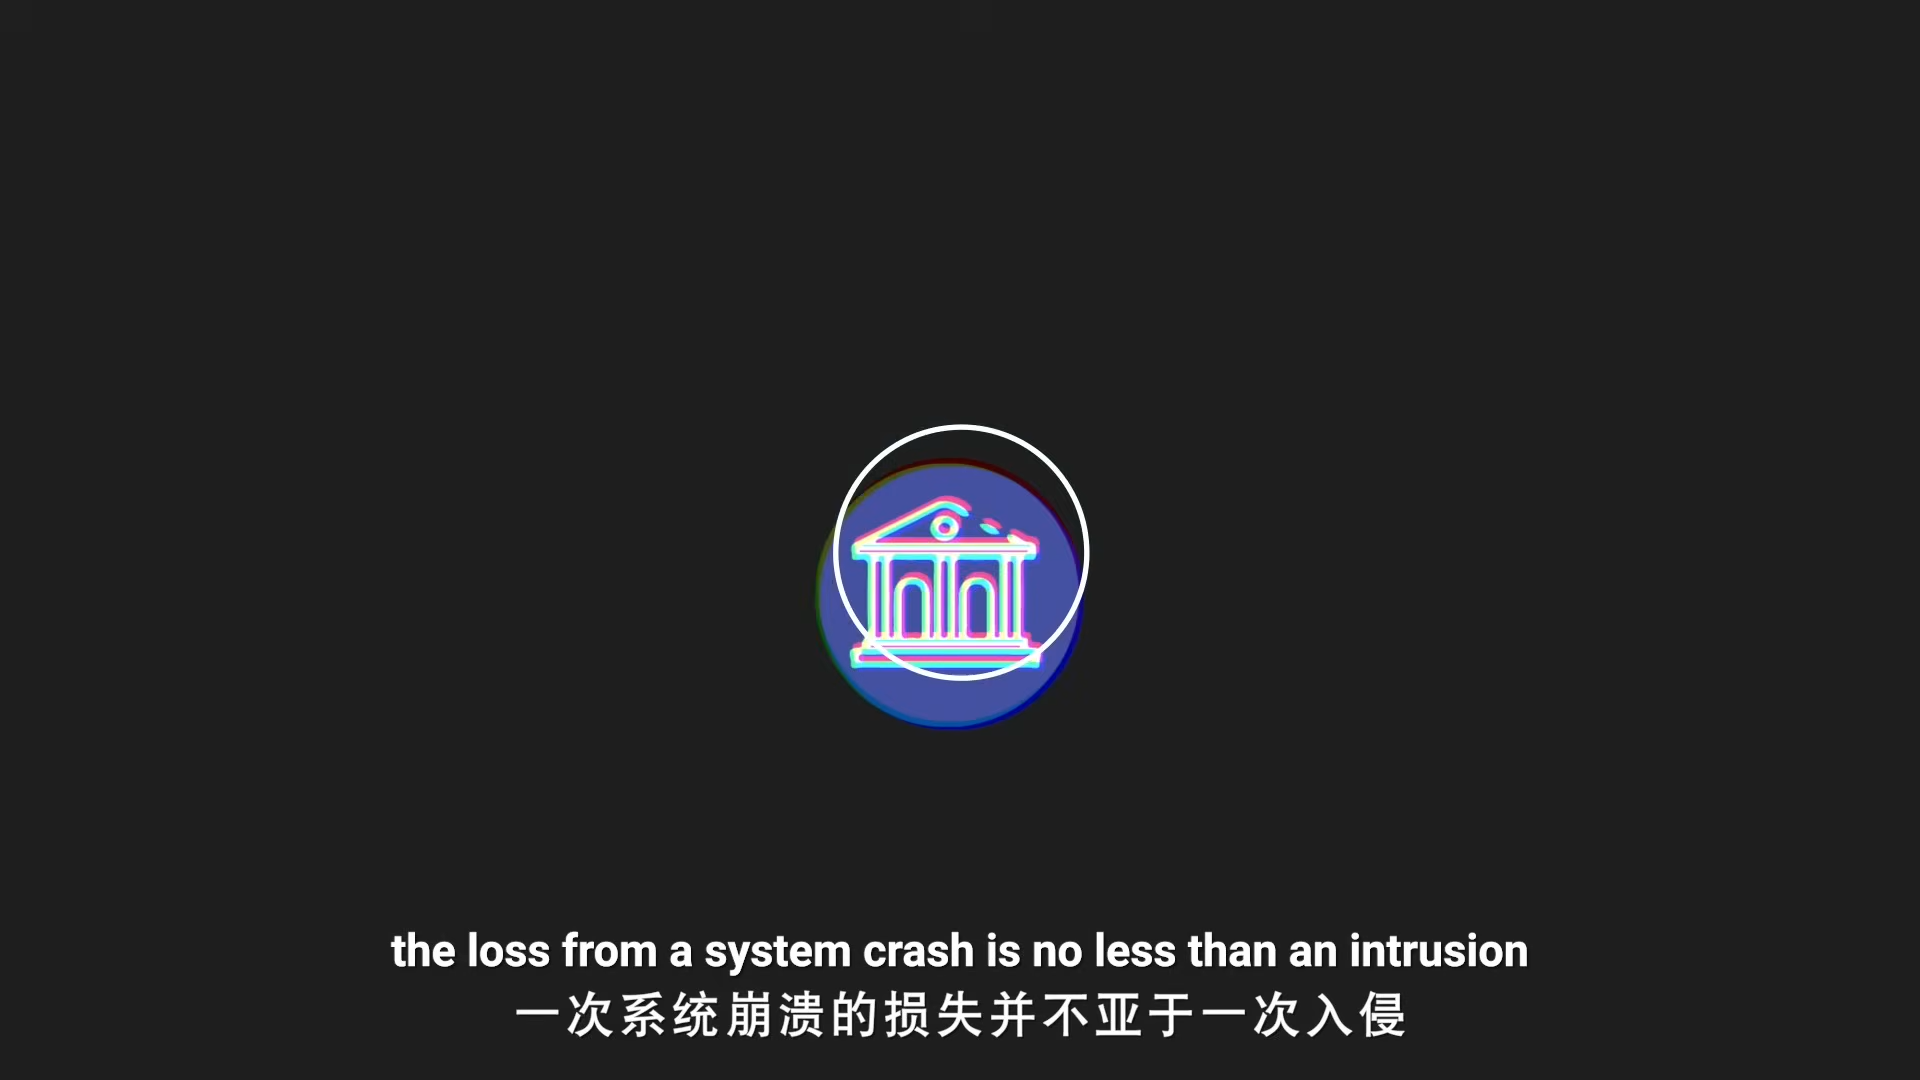 the loss from a system crash is no less than an intrusion
一次系统崩溃的损失并不亚于一次入侵